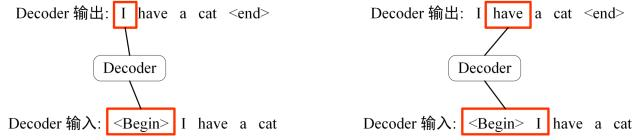 Decoder 输出: I have a cat <end>
Decoder
Decoder 输入: <Begin> I have a cat
Decoder 输出: I have a cat <end>
Decoder
Decoder 输入: <Begin> I have a cat